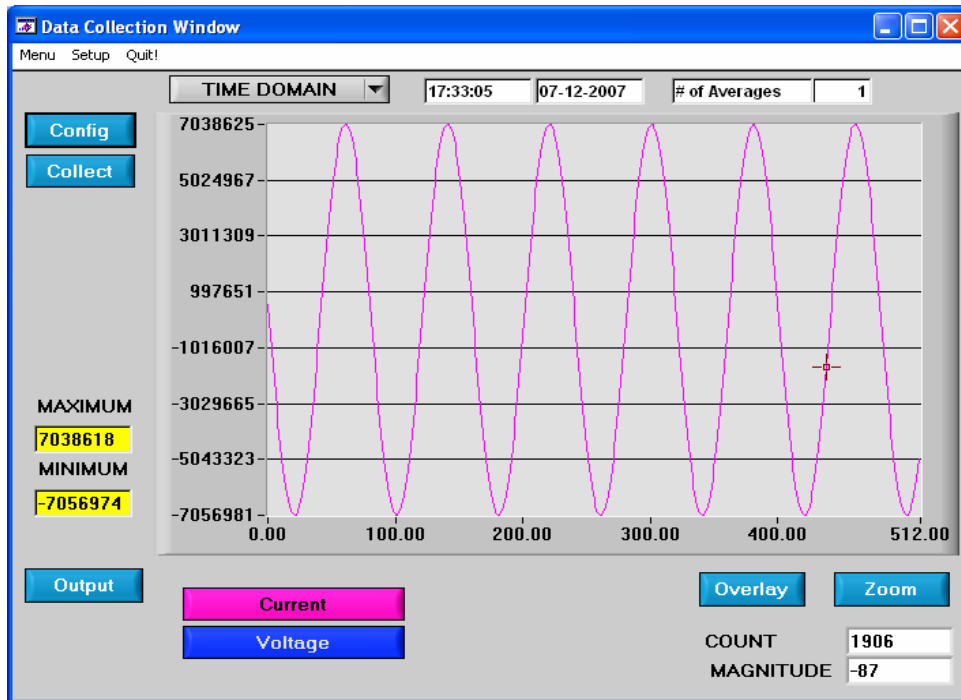 Data Collection Window
Menu Setup Quit!
TIME DOMAIN 17:33:05 07-12-2007 # of Averages 1
Config
Collect
7038625
5024967
3011309
997651
-1016007
-3029665
-5043323
-7056981
MAXIMUM
7038618
MINIMUM
-7056974
0.00 100.00 200.00 300.00 400.00 512.00
Output
Current
Voltage
Overlay Zoom
COUNT 1906
MAGNITUDE -87